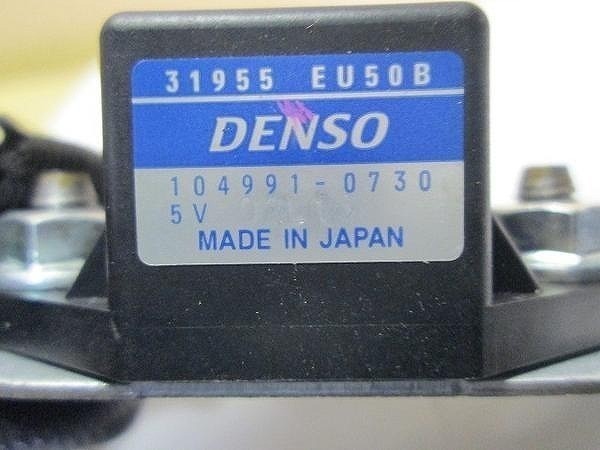 31955 EU50B
DENSO
104991-0730
5V
MADE IN JAPAN